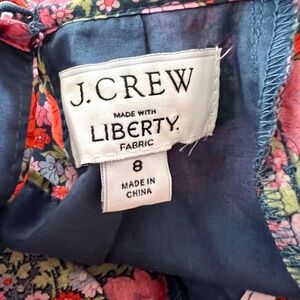 J.CREW
MADE WITH
LIBERTY.
FABRIC
8
MADE IN
CHINA